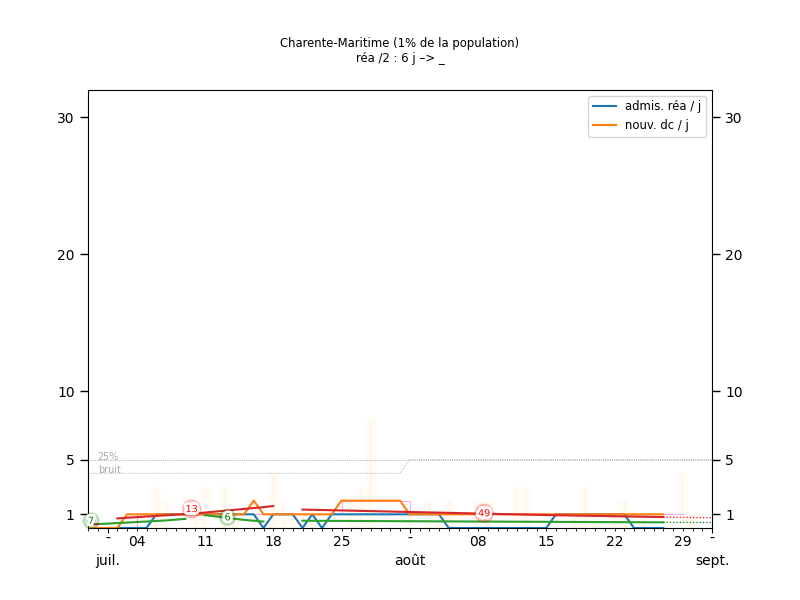 Charente-Maritime (1% de la population)
réa /2 : 6 j –> _
admis. réa / j
nouv. dc / j
30 30
20 20
10 10
25%
5 5
bruit
1 1
7 13 6 49
- 04 11 18 25 - 08 15 22 29 -
juil. août sept.